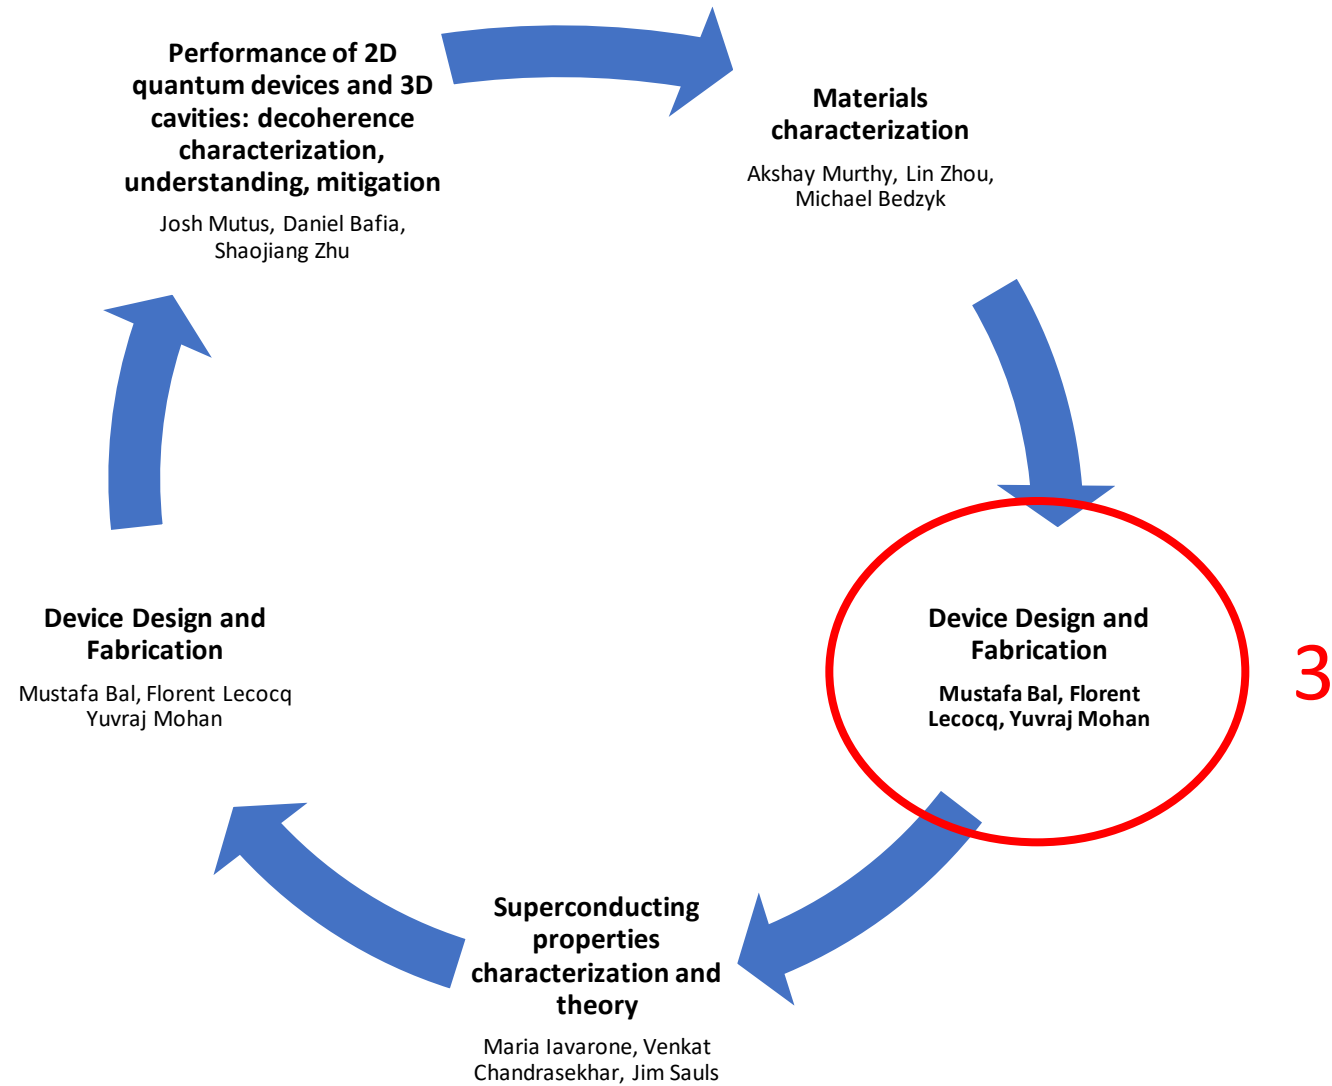 Performance of 2D
quantum devices and 3D
cavities: decoherence
characterization,
understanding, mitigation
Josh Mutus, Daniel Bafia,
Shaojiang Zhu
Materials
characterization
Akshay Murthy, Lin Zhou,
Michael Bedzyk
Device Design and
Fabrication
Mustafa Bal, Florent
Lecocq, Yuvraj Mohan
3
Superconducting
properties
characterization and
theory
Maria Iavarone, Venkat
Chandrasekhar, Jim Sauls
Device Design and
Fabrication
Mustafa Bal, Florent Lecocq
Yuvraj Mohan